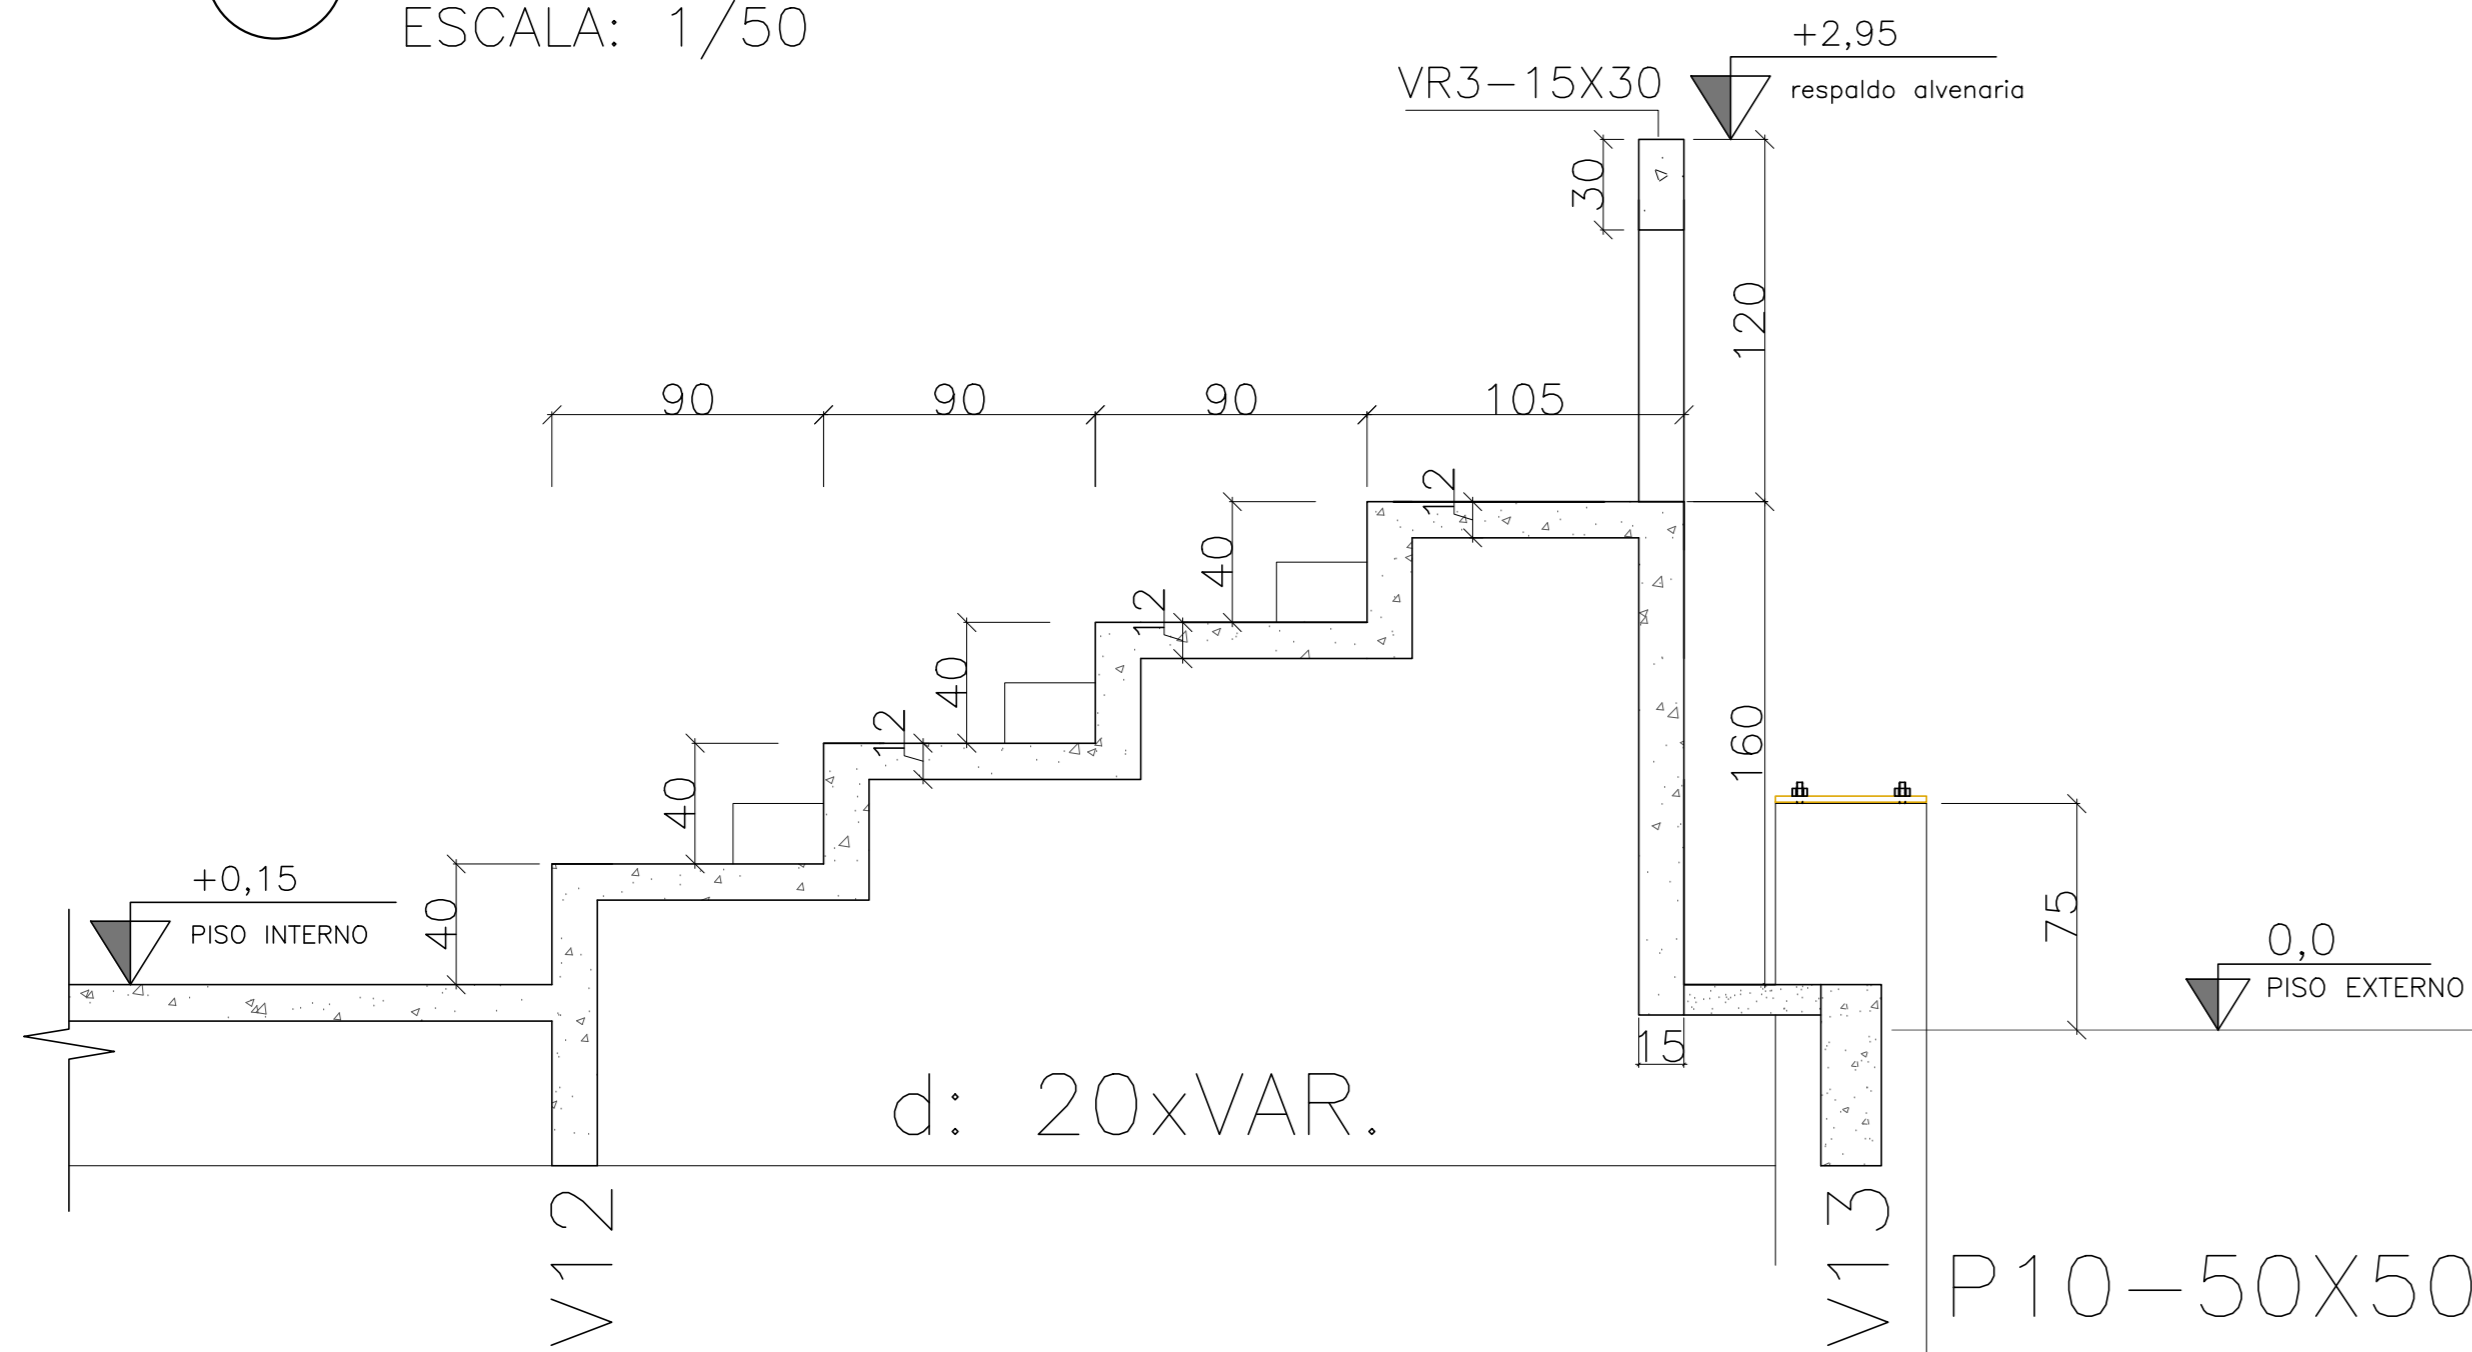 ESCALA: 1/50
+2,95
respaldo alvenaria
VR3-15X30
30
120
90
90
90
105
12
40
12
40
12
40
160
75
+0,15
PISO INTERNO
40
0,0
PISO EXTERNO
15
d: 20xVAR.
V12
V13
P10-50X50